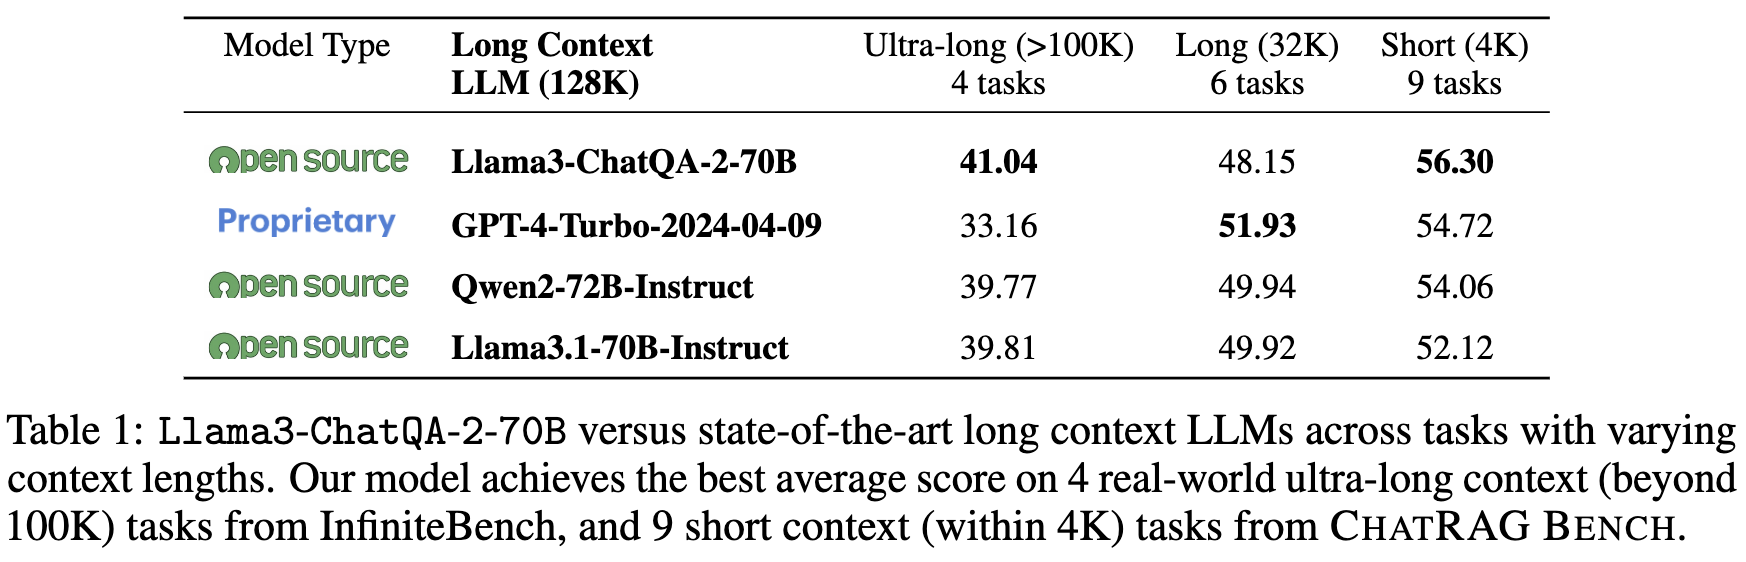 Model Type Long Context Ultra-long (>100K) Long (32K) Short (4K)
LLM (128K) 4 tasks 6 tasks 9 tasks
Open source Llama3-ChatQA-2-70B 41.04 48.15 56.30
Proprietary GPT-4-Turbo-2024-04-09 33.16 51.93 54.72
Open source Qwen2-72B-Instruct 39.77 49.94 54.06
Open source Llama3.1-70B-Instruct 39.81 49.92 52.12
Table 1: Llama3-ChatQA-2-70B versus state-of-the-art long context LLMs across tasks with varying
context lengths. Our model achieves the best average score on 4 real-world ultra-long context (beyond
100K) tasks from InfiniteBench, and 9 short context (within 4K) tasks from CHATRAG BENCH.